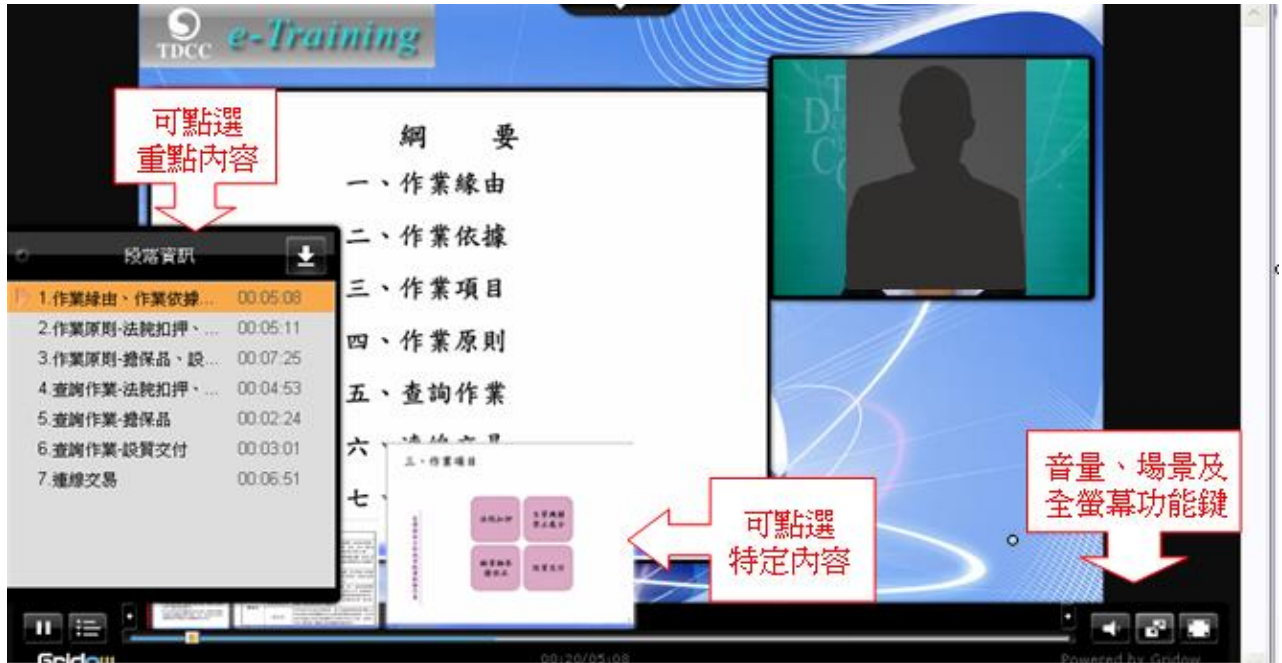 TDCC e-Training
可點選
重點內容
綱 要
一、作業緣由
二、作業依據
三、作業項目
四、作業原則
五、查詢作業
六、
七、
段落資訊
1.作業緣由、作業依據... 00:05:08
2.作業原則-法院扣押、... 00:05:11
3.作業原則-擔保品、設... 00:07:25
4.查詢作業-法院扣押、... 00:04:53
5.查詢作業-擔保品 00:02:24
6.查詢作業-設質交付 00:03:01
7.連線交易 00:06:51
三、作業項目
可點選
特定內容
音量、場景及
全螢幕功能鍵
00:20/05:08
Powered by Gridow